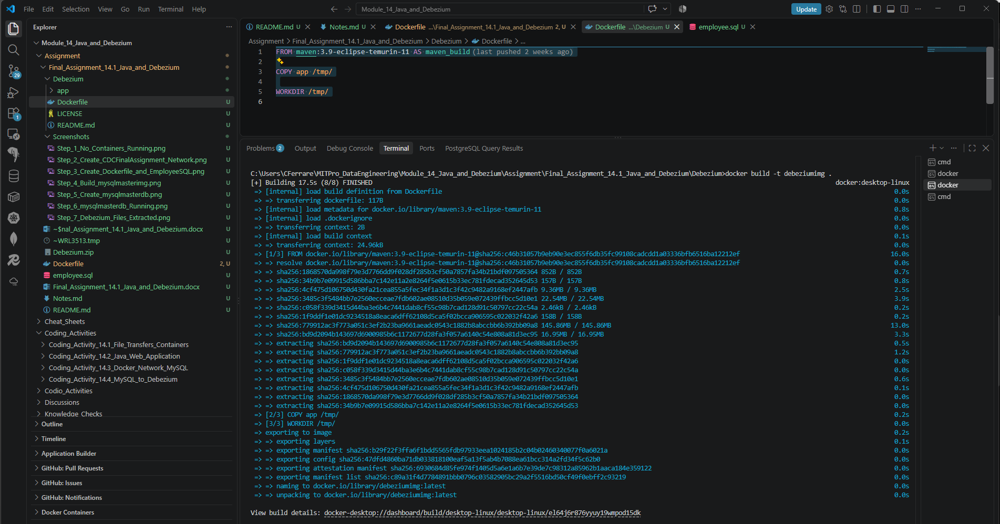 File Edit Selection View Go Run Terminal Help
Module_14_Java_and_Debezium
Update
Explorer
Module_14_Java_and_Debezium
Assignment
Final_Assignment_14.1_Java_and_Debezium
Debezium
app
Dockerfile U
LICENSE U
README.md U
Screenshots
Step_1_No_Containers_Running.png U
Step_2_Create_CDCFinalAssignment_Network.png U
Step_3_Create_Dockerfile_and_EmployeeSQL.png U
Step_4_Build_mysqlmasterimg.png U
Step_5_Create_mysqlmasterdb.png U
Step_6_mysqlmasterdb_Running.png U
Step_7_Debezium_Files_Extracted.png U
~$nal_Assignment_14.1_Java_and_Debezium.docx U
~WRL3513.tmp U
Debezium.zip U
Dockerfile 2, U
employee.sql U
Final_Assignment_14.1_Java_and_Debezium.docx U
Notes.md U
README.md U
Cheat_Sheets
Coding_Activities
Coding_Activity_14.1_File_Transfers_Containers
Coding_Activity_14.2_Java_Web_Application
Coding_Activity_14.3_Docker_Network_MySQL
Coding_Activity_14.4_MySQL_to_Debezium
Codio_Activities
Discussions
Knowledge_Checks
Outline
Timeline
Application Builder
GitHub: Pull Requests
GitHub: Issues
GitHub: Notifications
Docker Containers
29
1
README.md U
Notes.md U
Dockerfile ...\Final_Assignment_14.1_Java_and_Debezium 2, U
Dockerfile ...\Debezium U
employee.sql U
Assignment > Final_Assignment_14.1_Java_and_Debezium > Debezium > Dockerfile > ...
1 FROM maven:3.9-eclipse-temurin-11 AS maven_build (last pushed 2 weeks ago)
2
3 COPY app /tmp/
4
5 WORKDIR /tmp/
6
Problems 2 Output Debug Console Terminal Ports PostgreSQL Query Results
cmd
docker
docker
cmd
C:\Users\CFerrare\MITPro_DataEngineering\Module_14_Java_and_Debezium\Assignment\Final_Assignment_14.1_Java_and_Debezium\Debezium>docker build -t debeziumimg .
[+] Building 17.5s (8/8) FINISHED docker:desktop-linux
=> [internal] load build definition from Dockerfile 0.0s
=> => transferring dockerfile: 117B 0.0s
=> [internal] load metadata for docker.io/library/maven:3.9-eclipse-temurin-11 0.8s
=> [internal] load .dockerignore 0.0s
=> => transferring context: 2B 0.0s
=> [internal] load build context 0.1s
=> => transferring context: 24.96kB 0.0s
=> [1/3] FROM docker.io/library/maven:3.9-eclipse-temurin-11@sha256:c46b31057b9eb90e3ec855f6db35fc99108cadcdd1a03336bfb6516ba12212ef 16.0s
=> => resolve docker.io/library/maven:3.9-eclipse-temurin-11@sha256:c46b31057b9eb90e3ec855f6db35fc99108cadcdd1a03336bfb6516ba12212ef 0.0s
=> => sha256:1868570da998f79e3d7766dd9f028df285b3cf50a7857fa34b21bdf097505364 852B / 852B 0.7s
=> => sha256:34b9b7e09915d586bba7c142e11a2e8264f5e0615b33ec781fdecad352645d53 157B / 157B 0.8s
=> => sha256:4cf475d106750d430fa21cea855a5fec34f1a3d1c3f42c9482a9168ef2447afb 9.36MB / 9.36MB 2.5s
=> => sha256:3485c3f5484bb7e2560ecceae7fdb602ae08510d35b059e072439ffbcc5d10e1 22.54MB / 22.54MB 3.9s
=> => sha256:c058f339d3415d44ba3e6b4c7441dab8cf55c98b7cad128d91c50797cc22c54a 2.46kB / 2.46kB 0.2s
=> => sha256:1f9ddf1e01dc9234518a8eaca6dff62108d5ca5f02bcca906595c022032f42a6 158B / 158B 0.2s
=> => sha256:779912ac3f773a051c3ef2b23ba9661aeadc0543c1882b8abccbb6b392bb09a8 145.86MB / 145.86MB 13.0s
=> => sha256:bd9d2094b143697d6900985b6c1172677d28fa3f057a6140c54e808a81d3ec95 16.95MB / 16.95MB 3.3s
=> => extracting sha256:bd9d2094b143697d6900985b6c1172677d28fa3f057a6140c54e808a81d3ec95 0.5s
=> => extracting sha256:779912ac3f773a051c3ef2b23ba9661aeadc0543c1882b8abccbb6b392bb09a8 1.2s
=> => extracting sha256:1f9ddf1e01dc9234518a8eaca6dff62108d5ca5f02bcca906595c022032f42a6 0.0s
=> => extracting sha256:c058f339d3415d44ba3e6b4c7441dab8cf55c98b7cad128d91c50797cc22c54a 0.0s
=> => extracting sha256:3485c3f5484bb7e2560ecceae7fdb602ae08510d35b059e072439ffbcc5d10e1 0.6s
=> => extracting sha256:4cf475d106750d430fa21cea855a5fec34f1a3d1c3f42c9482a9168ef2447afb 0.1s
=> => extracting sha256:1868570da998f79e3d7766dd9f028df285b3cf50a7857fa34b21bdf097505364 0.0s
=> => extracting sha256:34b9b7e09915d586bba7c142e11a2e8264f5e0615b33ec781fdecad352645d53 0.0s
=> [2/3] COPY app /tmp/ 0.2s
=> [3/3] WORKDIR /tmp/ 0.0s
=> exporting to image 0.2s
=> => exporting layers 0.1s
=> => exporting manifest sha256:b29f22f3ffa6f1bdd5565fdb97933eea1024185b2c04b02460340077f0a6021a 0.0s
=> => exporting config sha256:47dfd4860ba71db033818100eaf5a13f5ab4b7088ea61bcc314a2fd34f5c62b0 0.0s
=> => exporting attestation manifest sha256:6930684d85fe974f1405d5a6e1a6b7e39de7c98312a85962b1aaca184e359122 0.0s
=> => exporting manifest list sha256:c89a31f4d7784891bbb0796c03582905bc29a2f5516bd50cf49f0ebff2c93219 0.0s
=> => naming to docker.io/library/debeziumimg:latest 0.0s
=> => unpacking to docker.io/library/debeziumimg:latest 0.0s
View build details: docker-desktop://dashboard/build/desktop-linux/desktop-linux/el64j6r876yyuy19wmpod15dk